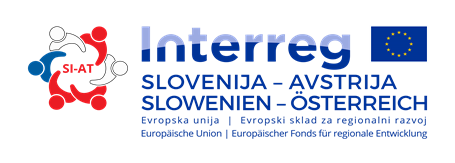 SI-AT
Interreg
SLOVENIJA – AVSTRIJA
SLOWENIEN – ÖSTERREICH
Evropska unija | Evropski sklad za regionalni razvoj
Europäische Union | Europäischer Fonds für regionale Entwicklung